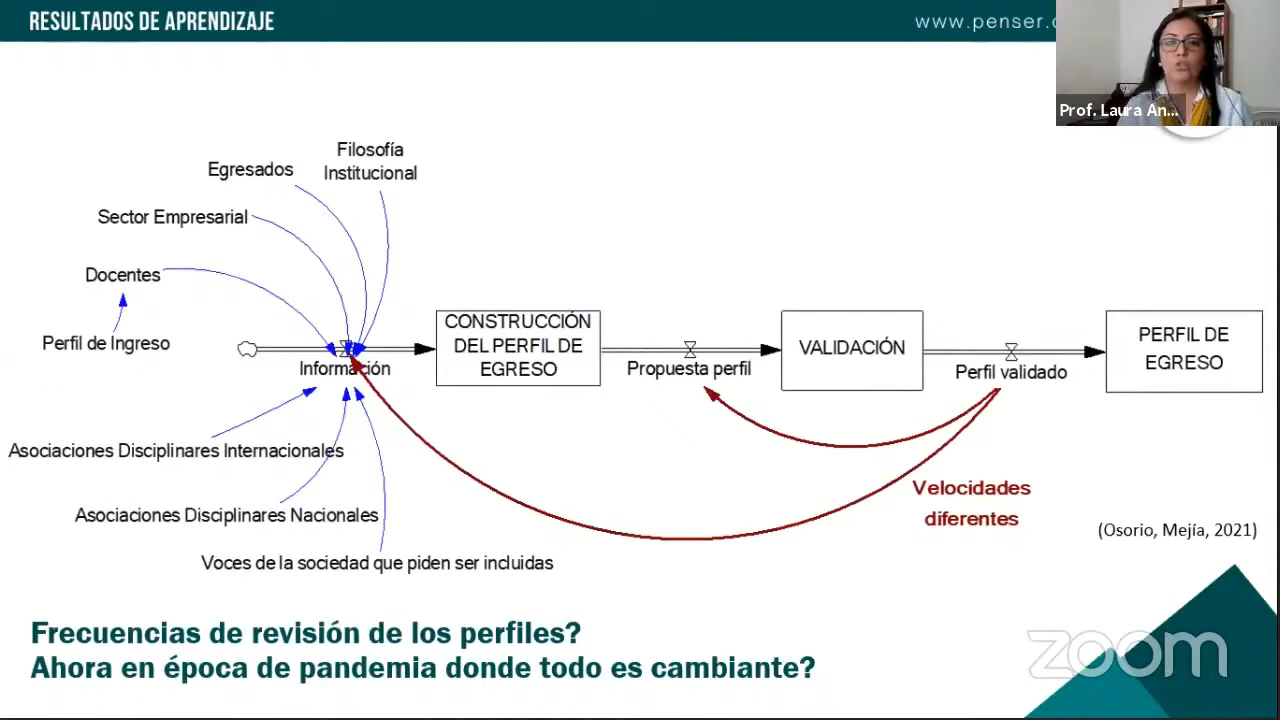 RESULTADOS DE APRENDIZAJE
www.penser.
Prof. Laura An...
Filosofía
Institucional
Egresados
Sector Empresarial
Docentes
Perfil de Ingreso
Información
CONSTRUCCIÓN
DEL PERFIL DE
EGRESO
Propuesta perfil
VALIDACIÓN
Perfil validado
PERFIL DE
EGRESO
Asociaciones Disciplinares Internacionales
Asociaciones Disciplinares Nacionales
Voces de la sociedad que piden ser incluidas
Velocidades
diferentes
(Osorio, Mejía, 2021)
Frecuencias de revisión de los perfiles?
Ahora en época de pandemia donde todo es cambiante?
zoom